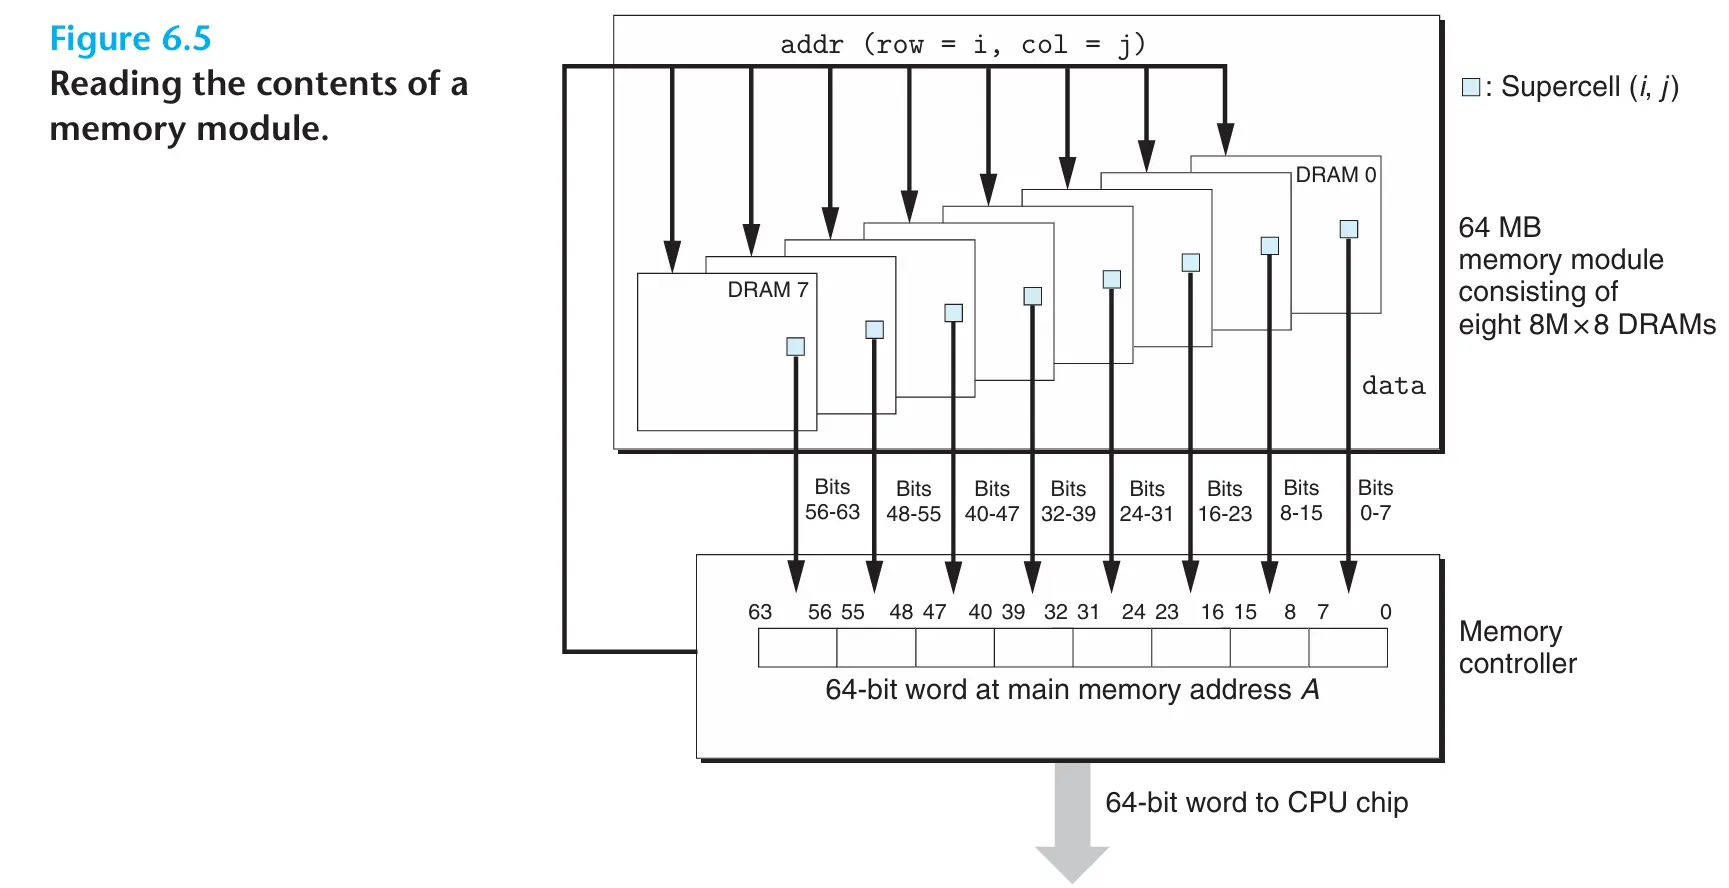 Figure 6.5
Reading the contents of a
memory module.
addr (row = i, col = j)
: Supercell (i, j)
DRAM 0
DRAM 7
64 MB
memory module
consisting of
eight 8M×8 DRAMs
data
Bits
56-63
Bits
48-55
Bits
40-47
Bits
32-39
Bits
24-31
Bits
16-23
Bits
8-15
Bits
0-7
63 56 55 48 47 40 39 32 31 24 23 16 15 8 7 0
64-bit word at main memory address A
Memory
controller
64-bit word to CPU chip